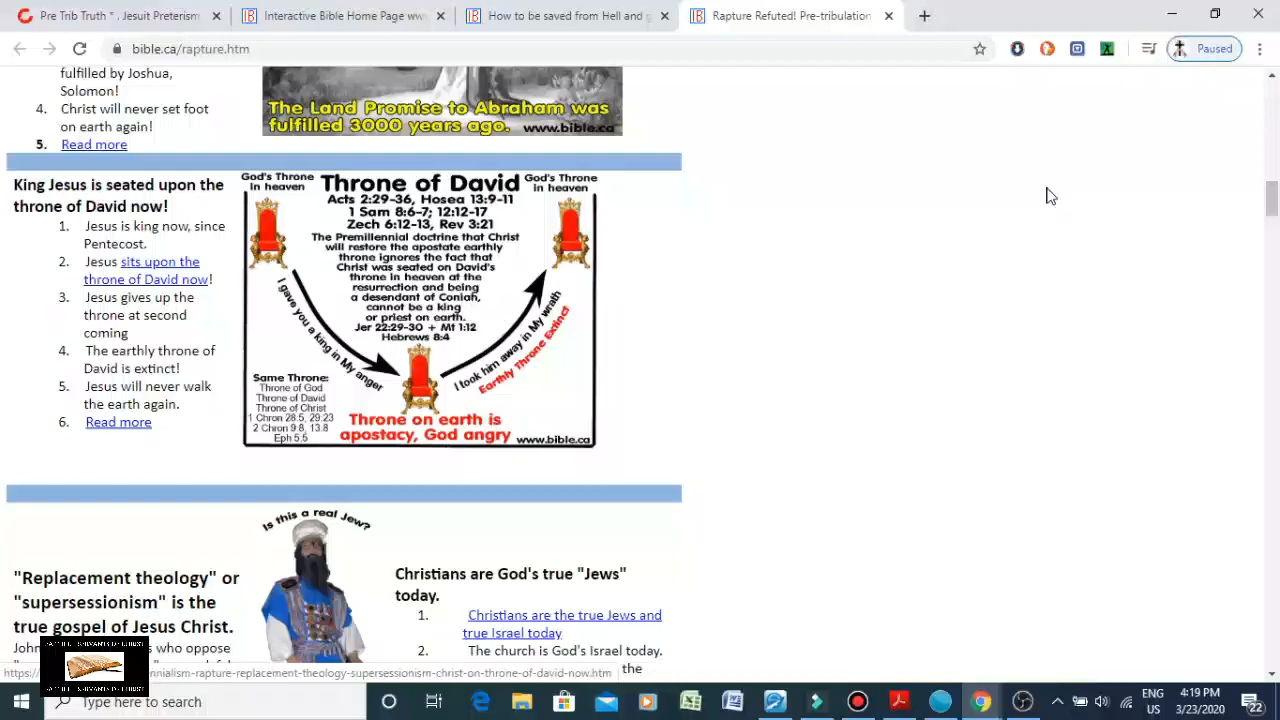 Pre Trib Truth *. Jesuit Preterism
Interactive Bible Home Page ww
How to be saved from Hell and g
Rapture Refuted! Pre-tribulation
bible.ca/rapture.htm
Paused
fulfilled by Joshua,
Solomon!
4. Christ will never set foot
on earth again!
5. Read more
The Land Promise to Abraham was
fulfilled 3000 years ago. www.bible.ca
King Jesus is seated upon the
throne of David now!
1. Jesus is king now, since
Pentecost.
2. Jesus sits upon the
throne of David now!
3. Jesus gives up the
throne at second
coming
4. The earthly throne of
David is extinct!
5. Jesus will never walk
the earth again.
6. Read more
God's Throne
in heaven
Throne of David
God's Throne
in heaven
Acts 2:29-36, Hosea 13:9-11
1 Sam 8:6-7; 12:12-17
Zech 6:12-13, Rev 3:21
The Premillennial doctrine that Christ
will restore the apostate earthly
throne ignores the fact that
Christ was seated on David's
throne in heaven at the
resurrection and being
a desendant of Coniah,
cannot be a king
or priest on earth.
Jer 22:29-30 + Mt 1:12
Hebrews 8:4
I gave you a king in My anger
I took him away in My wrath
Earthly Throne Extinct
Same Throne:
Throne of God
Throne of David
Throne of Christ
1 Chron 28:5, 29:23
2 Chron 9:8, 13:8
Eph 5:5
Throne on earth is
apostacy, God angry
www.bible.ca
Is this a real Jew?
"Replacement theology" or
"supersessionism" is the
true gospel of Jesus Christ.
John
who oppose
Christians are God's true "Jews"
today.
1. Christians are the true Jews and
true Israel today
2. The church is God's Israel today.
the
nnialism-rapture-replacement-theology-supersessionism-christ-on-throne-of-david-now.htm
Type here to search
ENG
US
4:19 PM
3/23/2020
22